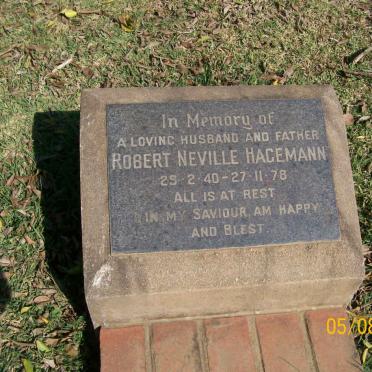 In Memory of
A LOVING HUSBAND AND FATHER
ROBERT NEVILLE HAGEMANN
29·2·40-27·11·78
ALL IS AT REST
IN MY SAVIOUR, AM HAPPY
AND BLEST
05/08